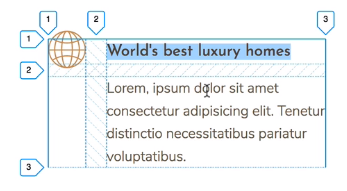 1 2 3
1 World's best luxury homes
2
Lorem, ipsum dolor sit amet
consectetur adipisicing elit. Tenetur
distinctio necessitatibus pariatur
3 voluptatibus.